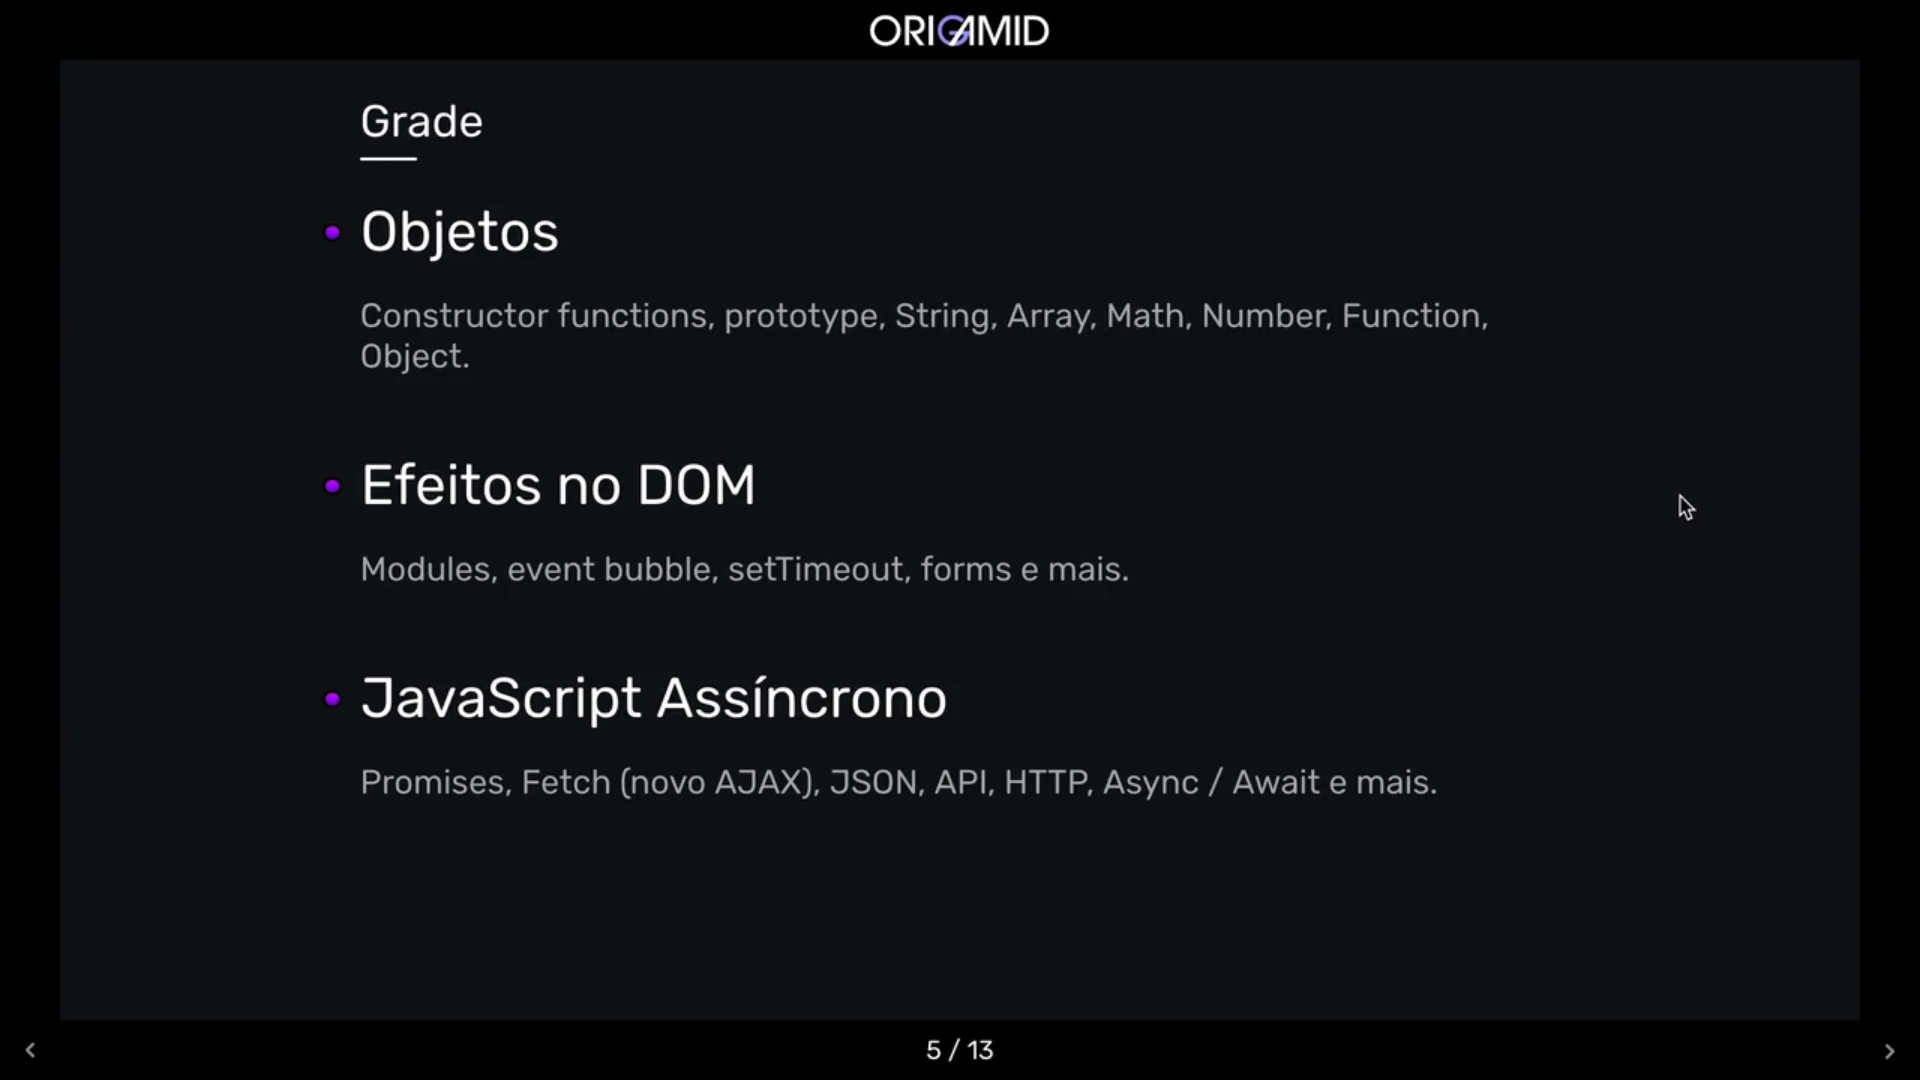 ORIGAMID
Grade
Objetos
Constructor functions, prototype, String, Array, Math, Number, Function,
Object.
Efeitos no DOM
Modules, event bubble, setTimeout, forms e mais.
JavaScript Assíncrono
Promises, Fetch (novo AJAX), JSON, API, HTTP, Async / Await e mais.
5 / 13